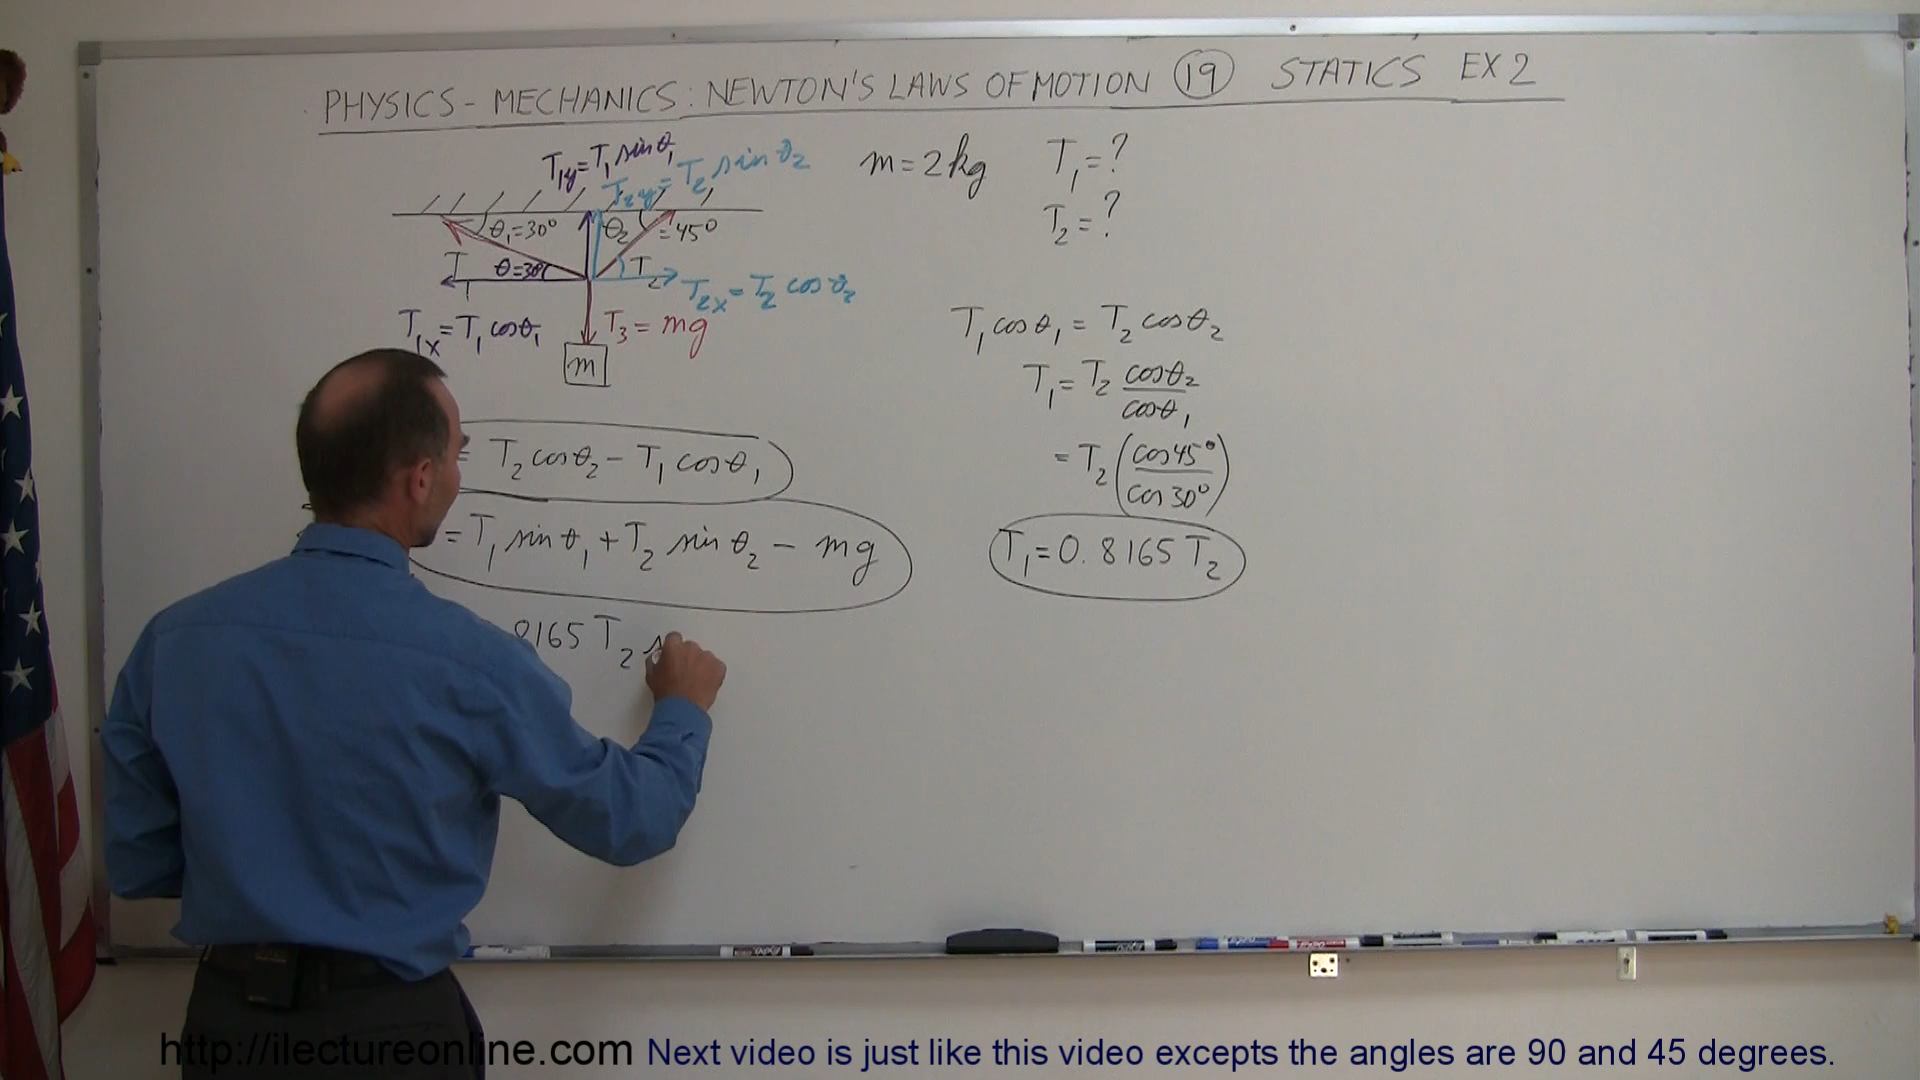 PHYSICS - MECHANICS: NEWTON'S LAWS OF MOTION 19 STATICS EX 2
T₁y = T₁ sin θ₁
T₂y = T₂ sin θ₂
m = 2 kg
T₁ = ?
T₂ = ?
θ₁ = 30°
θ₂ = 45°
T₁
θ = 30°
T₂
T₂x = T₂ cos θ₂
T₁x = T₁ cos θ₁
T₃ = mg
m
= T₂ cos θ₂ - T₁ cos θ₁
= T₁ sin θ₁ + T₂ sin θ₂ - mg
8165 T₂ s
T₁ cos θ₁ = T₂ cos θ₂
T₁ = T₂ cos θ₂ / cos θ₁
= T₂ (cos 45° / cos 30°)
T₁ = 0.8165 T₂
http://ilectureonline.com Next video is just like this video excepts the angles are 90 and 45 degrees.